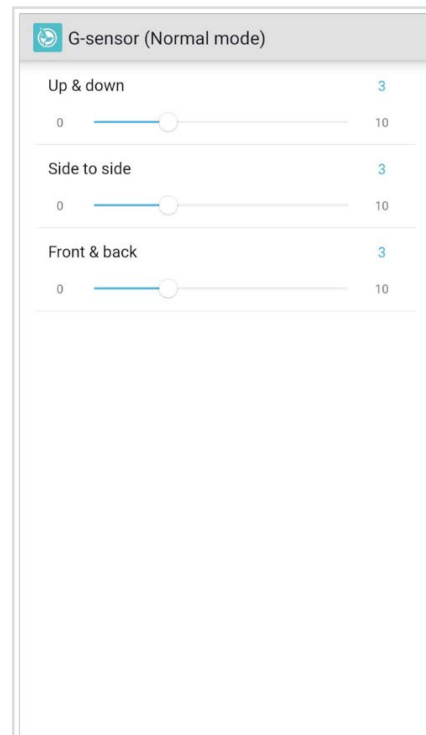 G-sensor (Normal mode)
Up & down 3
0 10
Side to side 3
0 10
Front & back 3
0 10